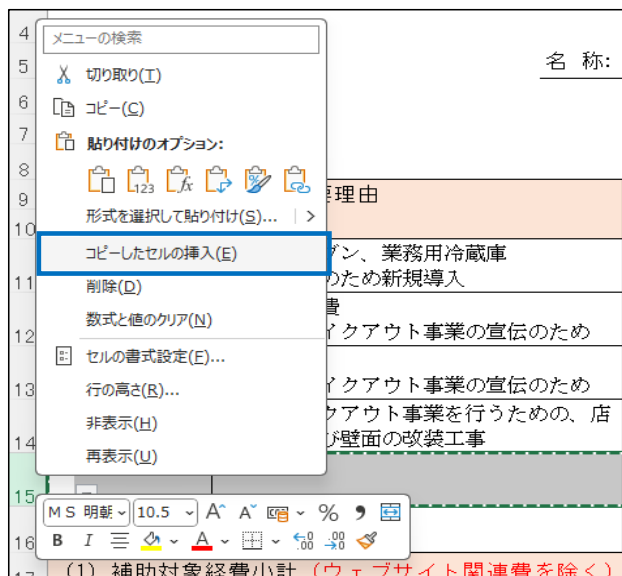 4
メニューの検索
5
名 称:
切り取り(T)
6
コピー(C)
7
貼り付けのオプション:
8
123 fx
9
理由
形式を選択して貼り付け(S)... >
10
コピーしたセルの挿入(E)
ン、業務用冷蔵庫
削除(D)
のため新規導入
11
費
数式と値のクリア(N)
イクアウト事業の宣伝のため
12
セルの書式設定(F)...
行の高さ(R)...
イクアウト事業の宣伝のため
13
非表示(H)
クアウト事業を行うための、店
び壁面の改装工事
14
再表示(U)
15
MS 明朝 10.5 A^ A˅ % 9
16
B I A .00 .00
(1) 補助対象経費小計 (ウェブサイト関連費を除く)
17